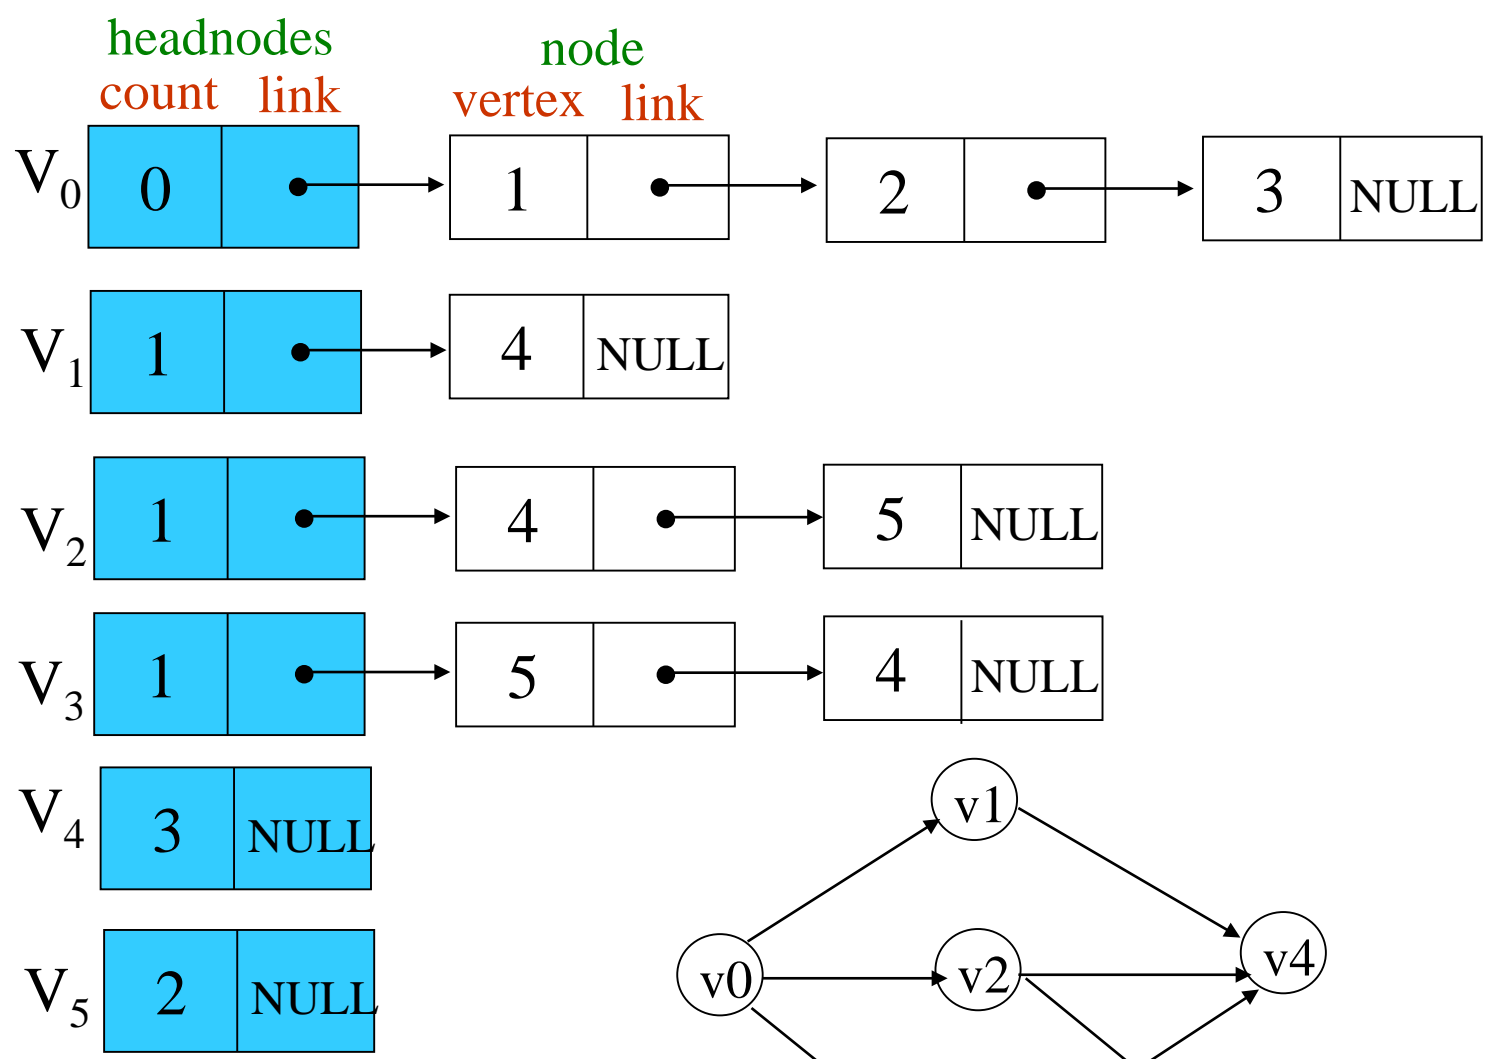 headnodes node
count link vertex link
V0 0 1 2 3 NULL
V1 1 4 NULL
V2 1 4 5 NULL
V3 1 5 4 NULL
V4 3 NULL
v1
v4
v0 v2
V5 2 NULL